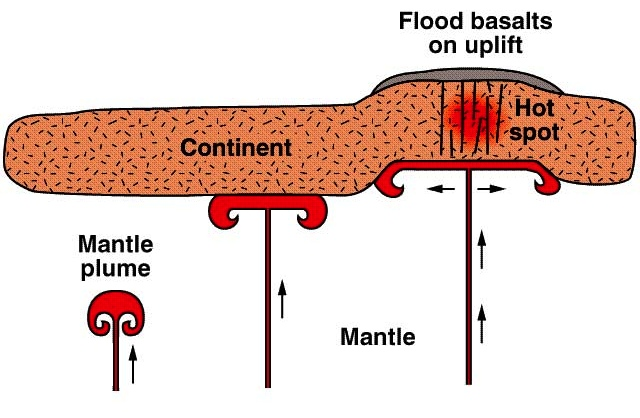 Flood basalts
on uplift
Hot
spot
Continent
Mantle
plume
Mantle